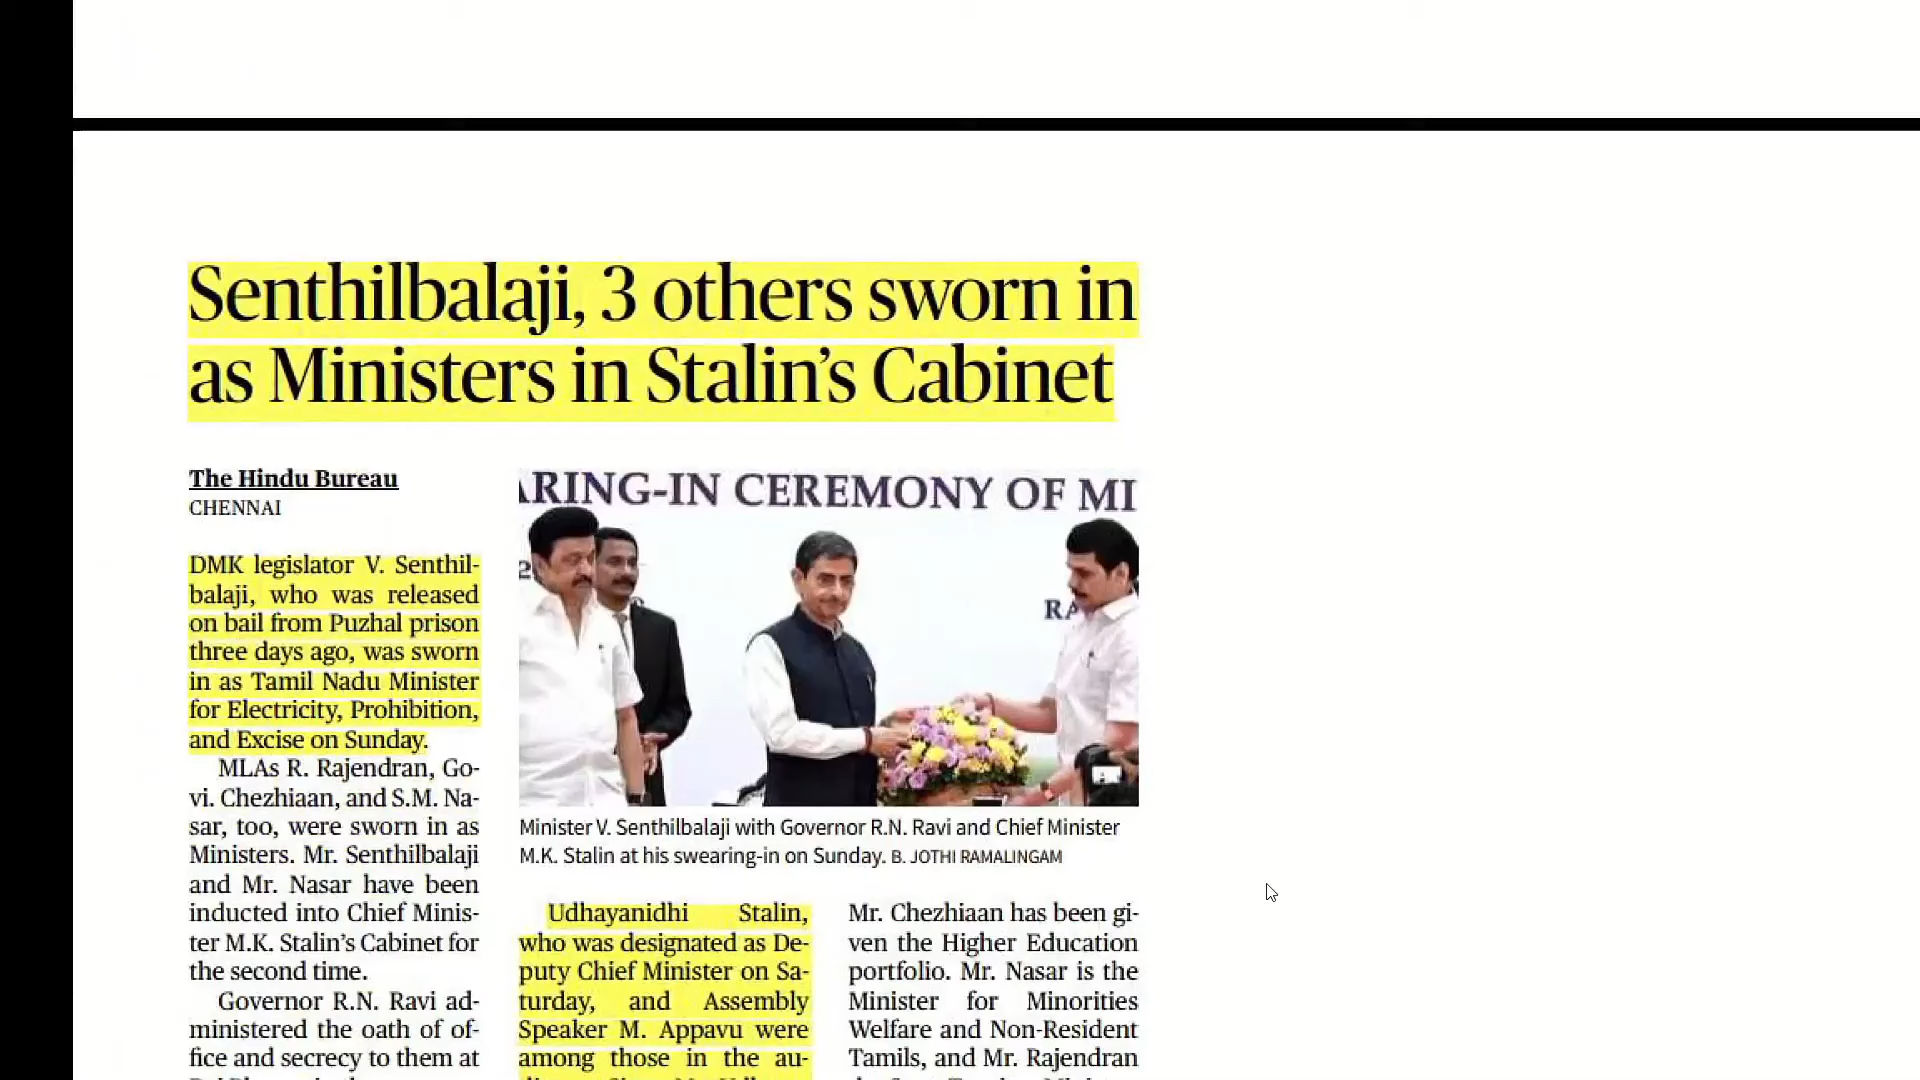 Senthilbalaji, 3 others sworn in
as Ministers in Stalin's Cabinet
The Hindu Bureau
CHENNAI
DMK legislator V. Senthil-
balaji, who was released
on bail from Puzhal prison
three days ago, was sworn
in as Tamil Nadu Minister
for Electricity, Prohibition,
and Excise on Sunday.
MLAs R. Rajendran, Go-
vi. Chezhiaan, and S.M. Na-
sar, too, were sworn in as
Ministers. Mr. Senthilbalaji
and Mr. Nasar have been
inducted into Chief Minis-
ter M.K. Stalin's Cabinet for
the second time.
Governor R.N. Ravi ad-
ministered the oath of of-
fice and secrecy to them at
ARING-IN CEREMONY OF MI
RA
Minister V. Senthilbalaji with Governor R.N. Ravi and Chief Minister
M.K. Stalin at his swearing-in on Sunday. B. JOTHI RAMALINGAM
Udhayanidhi Stalin,
who was designated as De-
puty Chief Minister on Sa-
turday, and Assembly
Speaker M. Appavu were
among those in the au-
Mr. Chezhiaan has been gi-
ven the Higher Education
portfolio. Mr. Nasar is the
Minister for Minorities
Welfare and Non-Resident
Tamils, and Mr. Rajendran